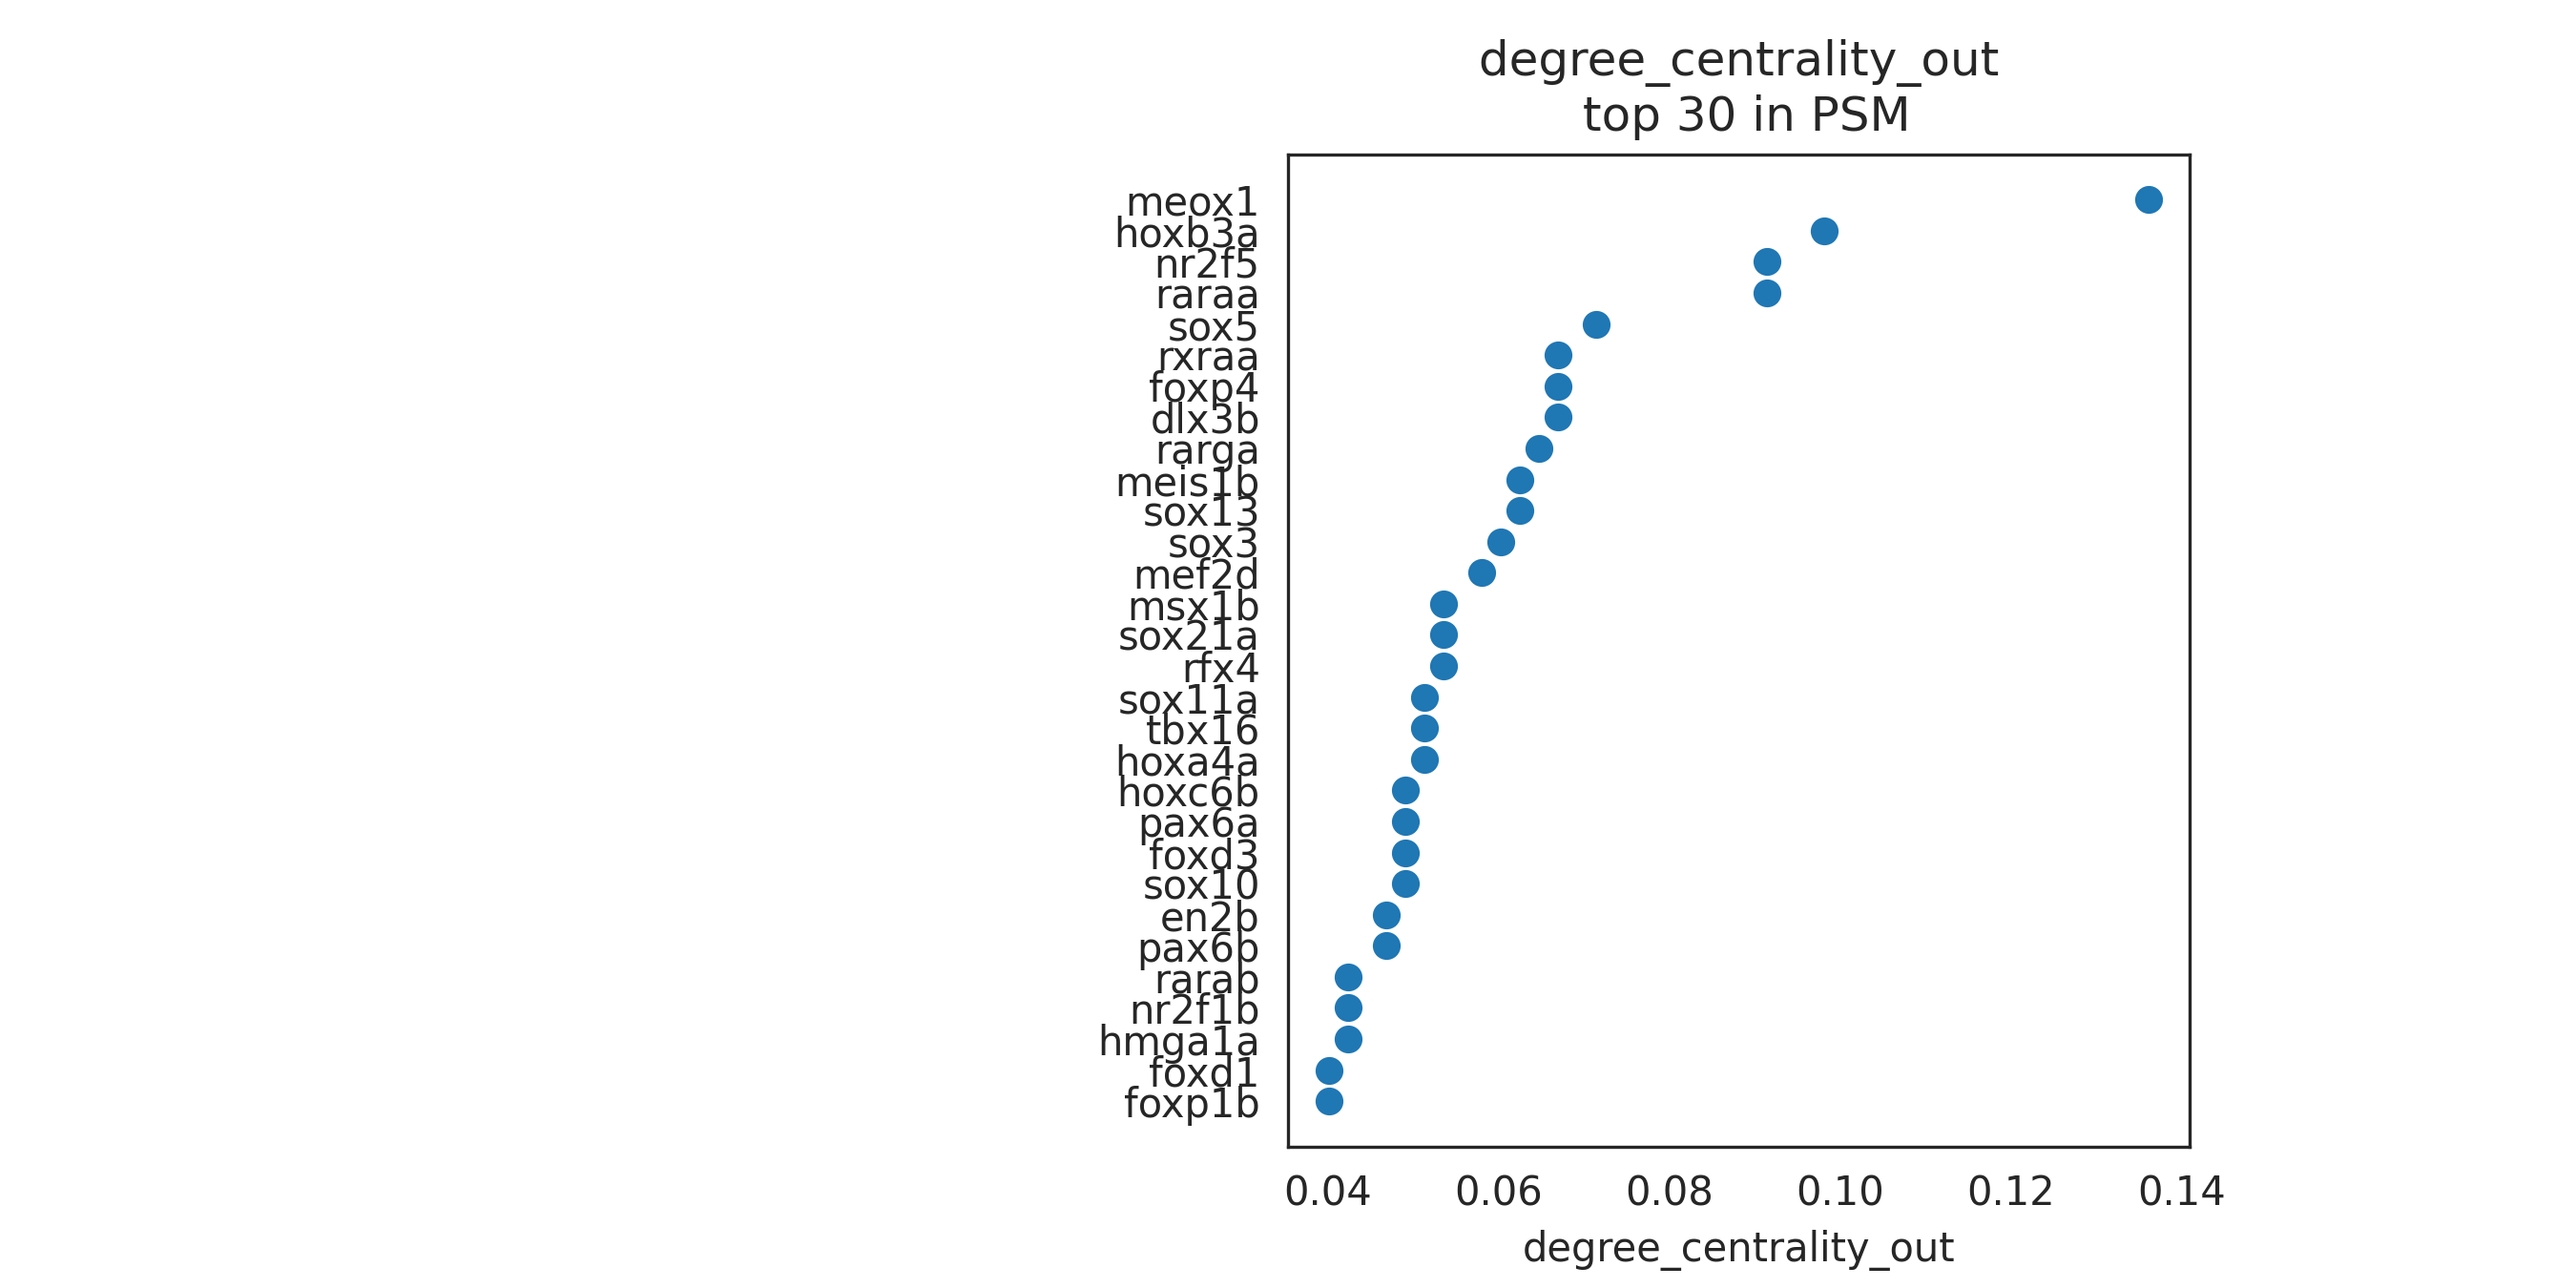 degree_centrality_out
top 30 in PSM
meox1
hoxb3a
nr2f5
raraa
sox5
rxraa
foxp4
dlx3b
rarga
meis1b
sox13
sox3
mef2d
msx1b
sox21a
rfx4
sox11a
tbx16
hoxa4a
hoxc6b
pax6a
foxd3
sox10
en2b
pax6b
rarab
nr2f1b
hmga1a
foxd1
foxp1b
0.04 0.06 0.08 0.10 0.12 0.14
degree_centrality_out